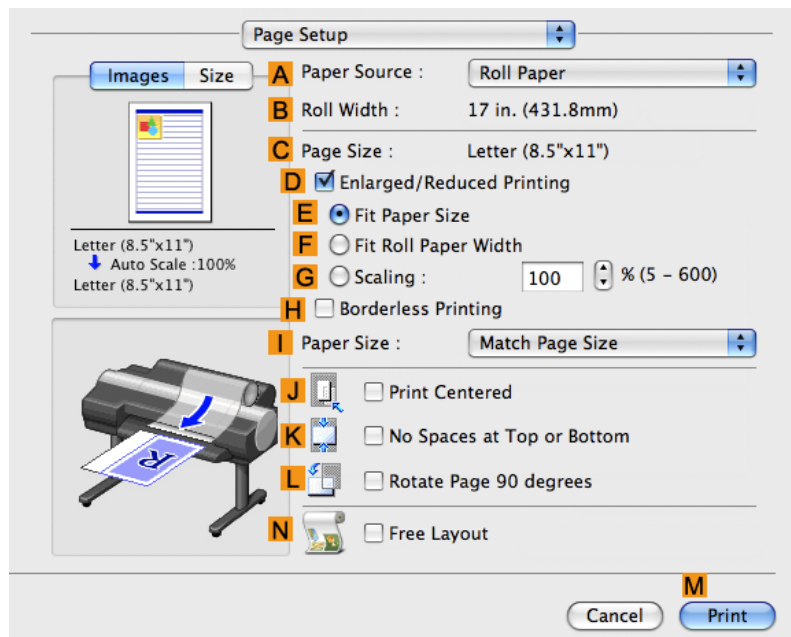 Page Setup
Images Size
A Paper Source : Roll Paper
B Roll Width : 17 in. (431.8mm)
C Page Size : Letter (8.5"x11")
D Enlarged/Reduced Printing
E Fit Paper Size
F Fit Roll Paper Width
G Scaling : 100 % (5 – 600)
H Borderless Printing
I Paper Size : Match Page Size
Letter (8.5"x11")
Auto Scale :100%
Letter (8.5"x11")
J Print Centered
K No Spaces at Top or Bottom
L Rotate Page 90 degrees
N Free Layout
R
M
Cancel Print